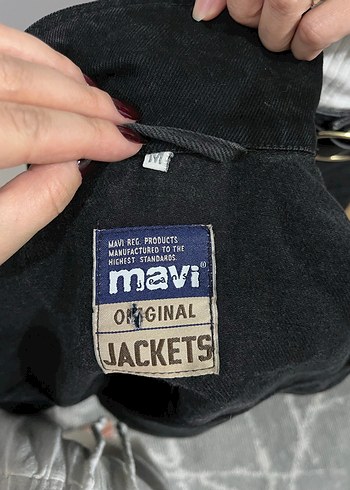 M
MAVI REG. PRODUCTS
MANUFACTURED TO THE
HIGHEST STANDARDS.
mavi®
ORIGINAL
JACKETS